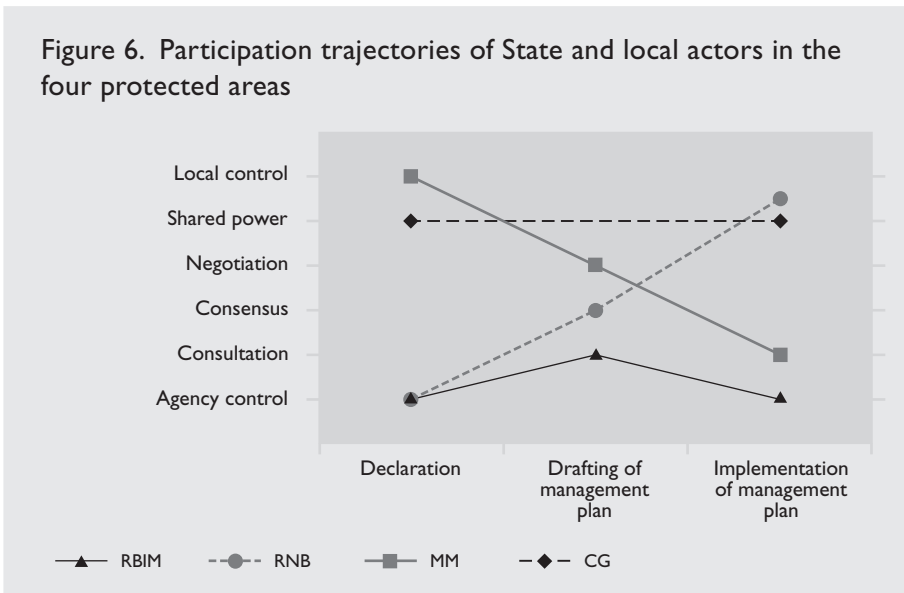 Figure 6. Participation trajectories of State and local actors in the
four protected areas
Local control
Shared power
Negotiation
Consensus
Consultation
Agency control
Declaration
Drafting of
management
plan
Implementation
of management
plan
RBIM
RNB
MM
CG